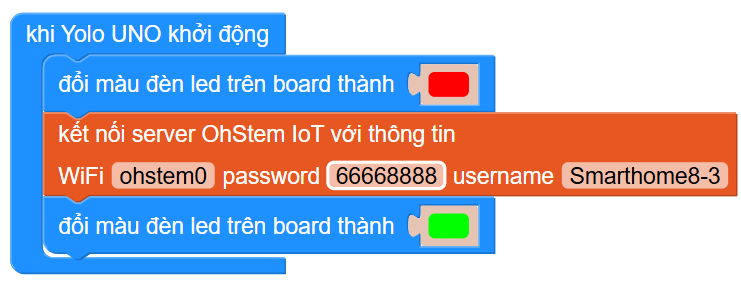 khi Yolo UNO khởi động
đổi màu đèn led trên board thành
kết nối server OhStem IoT với thông tin
WiFi ohstem0 password 66668888 username Smarthome8-3
đổi màu đèn led trên board thành